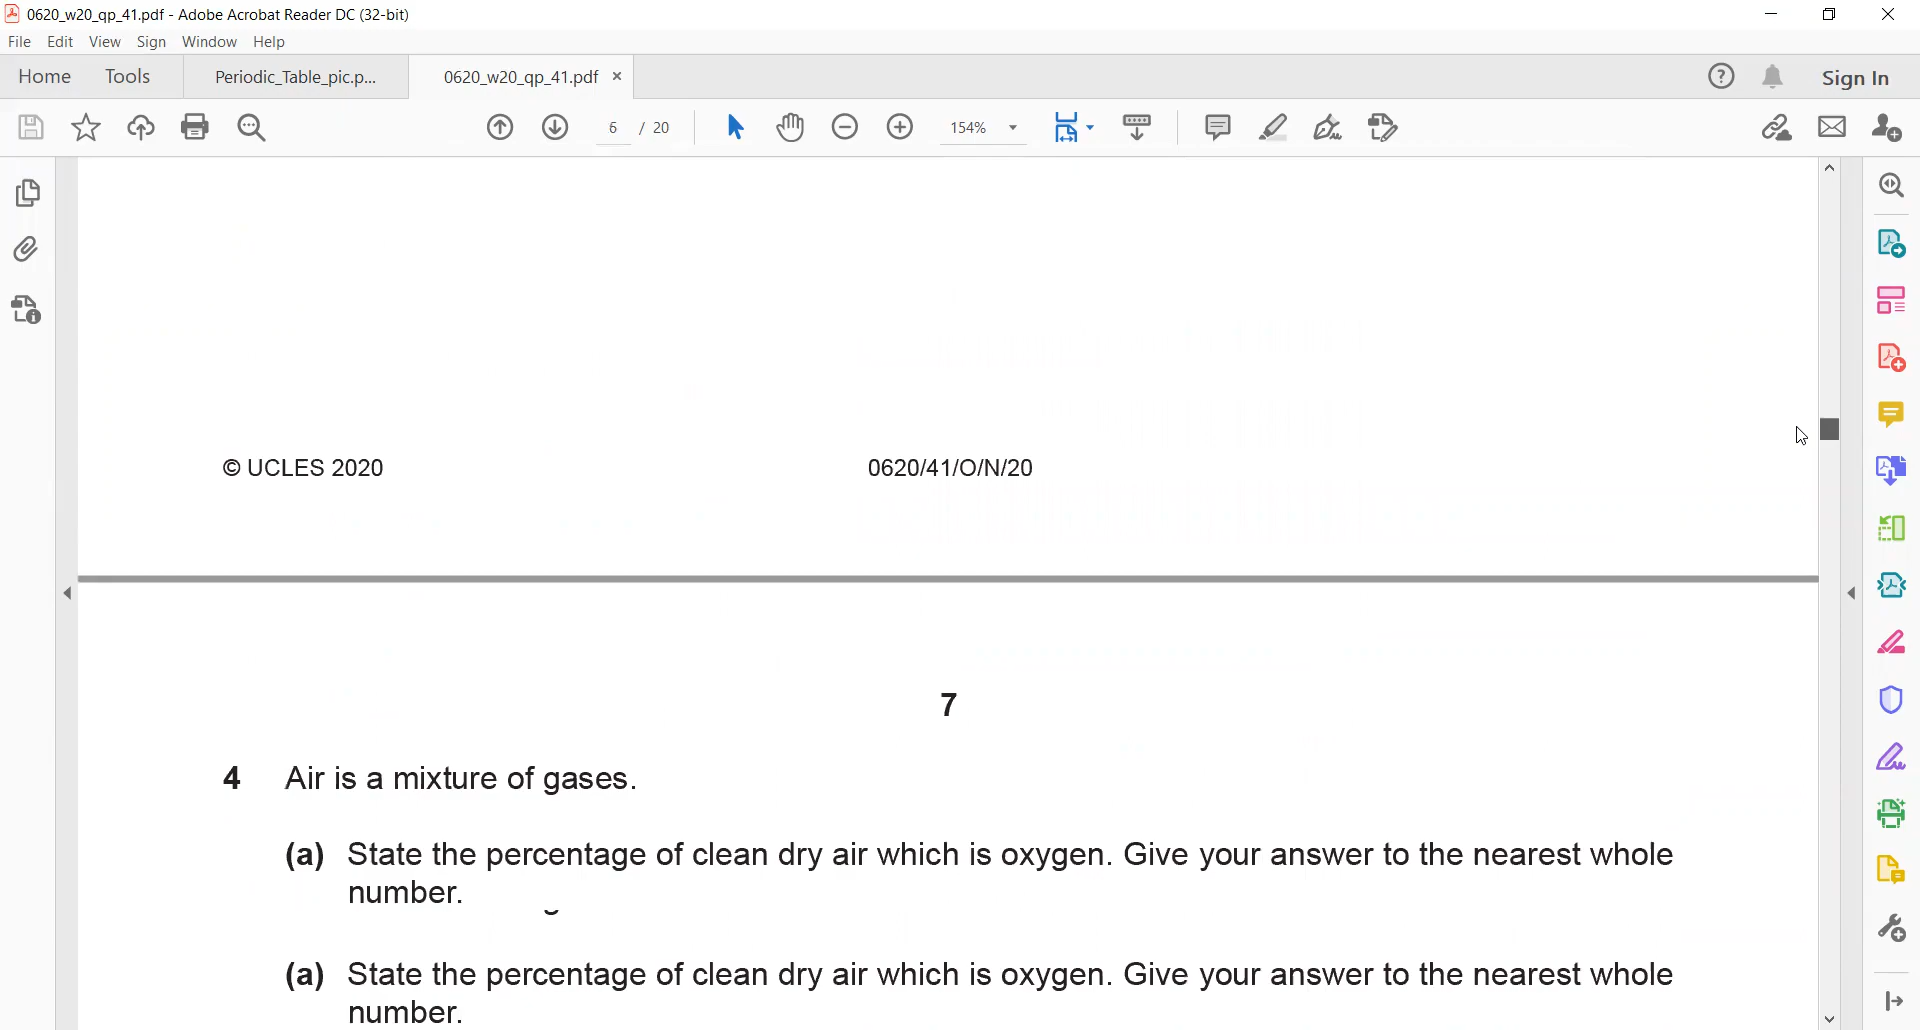 0620_w20_qp_41.pdf - Adobe Acrobat Reader DC (32-bit)
File Edit View Sign Window Help
Home Tools Periodic_Table_pic.p... 0620_w20_qp_41.pdf × Sign In
6 / 20 154%
© UCLES 2020 0620/41/O/N/20
7
4 Air is a mixture of gases.
(a) State the percentage of clean dry air which is oxygen. Give your answer to the nearest whole
number.
(a) State the percentage of clean dry air which is oxygen. Give your answer to the nearest whole
number.